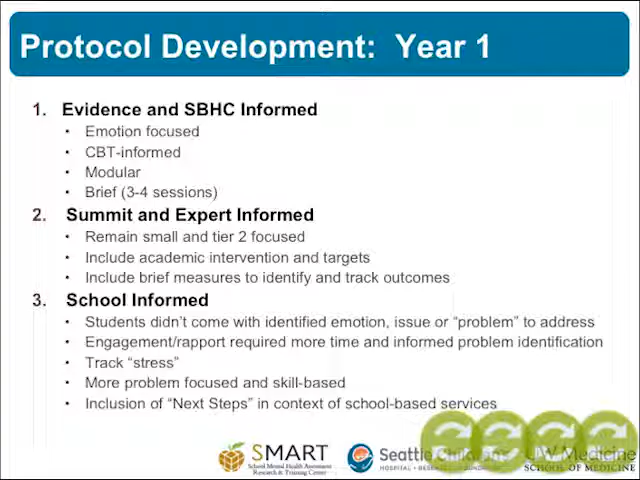 Protocol Development: Year 1
1. Evidence and SBHC Informed
• Emotion focused
• CBT-informed
• Modular
• Brief (3-4 sessions)
2. Summit and Expert Informed
• Remain small and tier 2 focused
• Include academic intervention and targets
• Include brief measures to identify and track outcomes
3. School Informed
• Students didn't come with identified emotion, issue or “problem” to address
• Engagement/rapport required more time and informed problem identification
• Track “stress”
• More problem focused and skill-based
• Inclusion of “Next Steps” in context of school-based services
SMART
School Mental Health Assessment
Research & Training Center
Seattle Children's
HOSPITAL • RESEARCH •
UW Medicine
SCHOOL OF MEDICINE